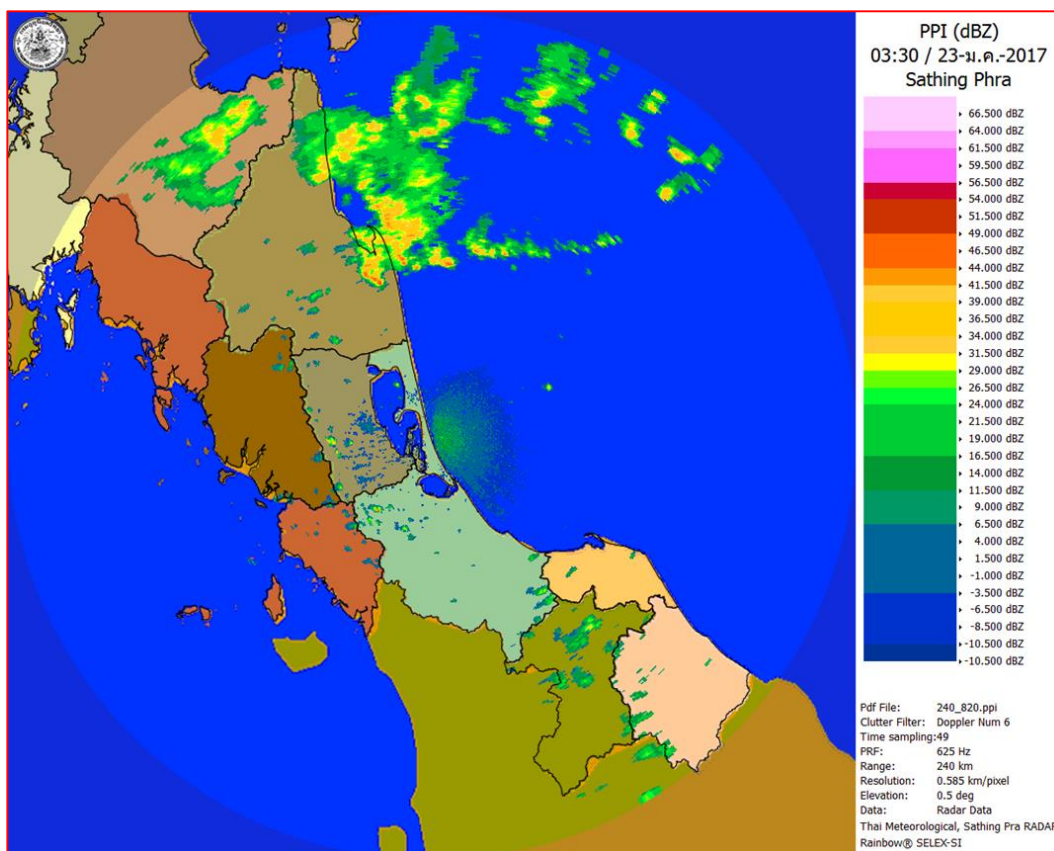 PPI (dBZ)
03:30 / 23-ม.ค.-2017
Sathing Phra
66.500 dBZ
64.000 dBZ
61.500 dBZ
59.500 dBZ
56.500 dBZ
54.000 dBZ
51.500 dBZ
49.000 dBZ
46.500 dBZ
44.000 dBZ
41.500 dBZ
39.000 dBZ
36.500 dBZ
34.000 dBZ
31.500 dBZ
29.000 dBZ
26.500 dBZ
24.000 dBZ
21.500 dBZ
19.000 dBZ
16.500 dBZ
14.000 dBZ
11.500 dBZ
9.000 dBZ
6.500 dBZ
4.000 dBZ
1.500 dBZ
-1.000 dBZ
-3.500 dBZ
-6.500 dBZ
-8.500 dBZ
-10.500 dBZ
-10.500 dBZ
Pdf File: 240_820.ppi
Clutter Filter: Doppler Num 6
Time sampling:49
PRF: 625 Hz
Range: 240 km
Resolution: 0.585 km/pixel
Elevation: 0.5 deg
Data: Radar Data
Thai Meteorological, Sathing Pra RADAR
Rainbow® SELEX-SI